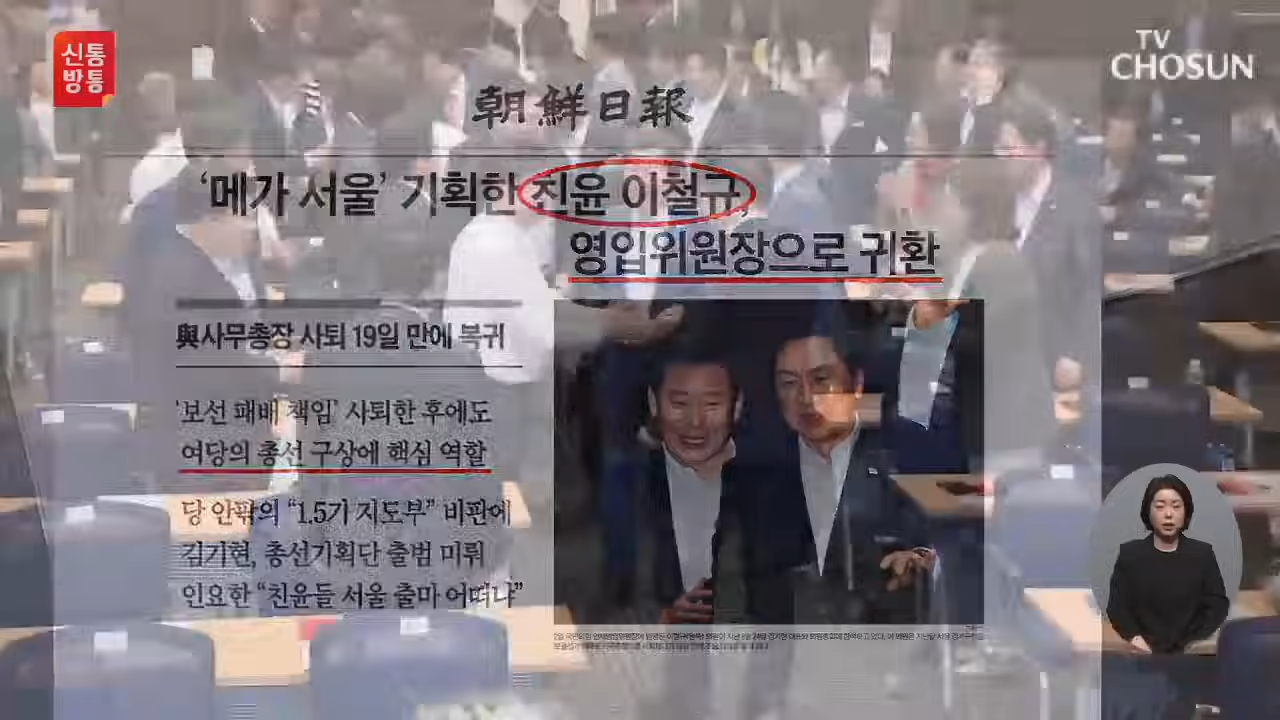 신통
방통
TV
CHOSUN
朝鮮日報
‘메가 서울’ 기획한 친윤 이철규,
영입위원장으로 귀환
與사무총장 사퇴 19일 만에 복귀
‘보선 패배 책임’ 사퇴한 후에도
여당의 총선 구상에 핵심 역할
당 안팎의 “1.5기 지도부” 비판에
김기현, 총선기획단 출범 미뤄
인요한 “친윤들 서울 출마 어떠냐”